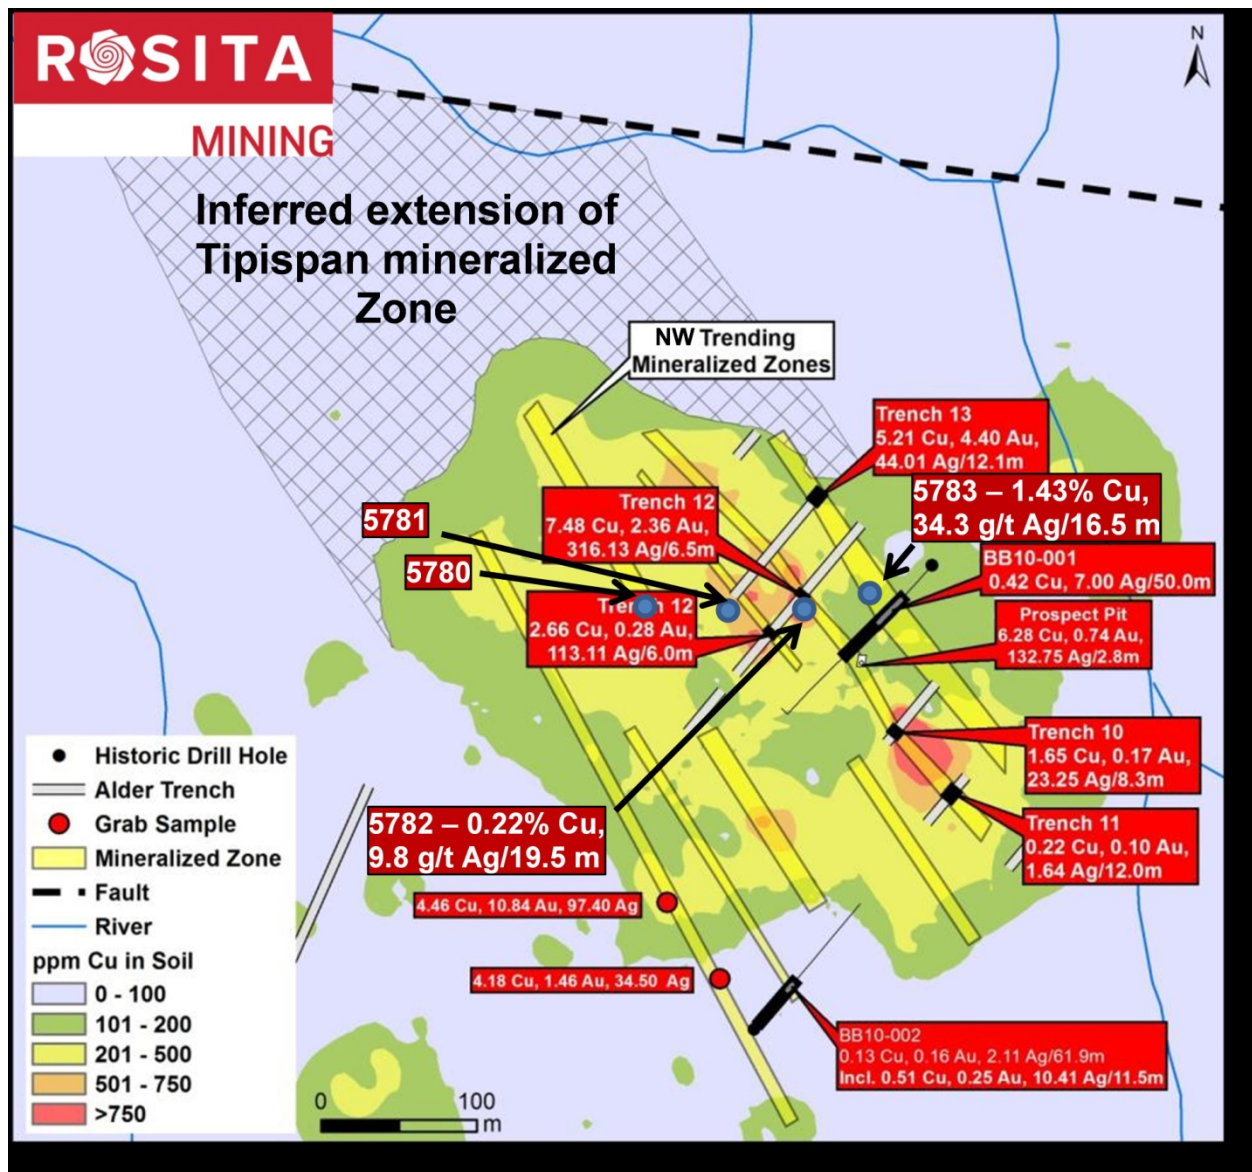 ROSITA
MINING
N
Inferred extension of
Tipispan mineralized
Zone
NW Trending
Mineralized Zones
Trench 13
5.21 Cu, 4.40 Au,
44.01 Ag/12.1m
5783 – 1.43% Cu,
34.3 g/t Ag/16.5 m
Trench 12
7.48 Cu, 2.36 Au,
316.13 Ag/6.5m
5781
5780
BB10-001
0.42 Cu, 7.00 Ag/50.0m
Trench 12
2.66 Cu, 0.28 Au,
113.11 Ag/6.0m
Prospect Pit
6.28 Cu, 0.74 Au,
132.75 Ag/2.8m
Trench 10
1.65 Cu, 0.17 Au,
23.25 Ag/8.3m
Trench 11
0.22 Cu, 0.10 Au,
1.64 Ag/12.0m
5782 – 0.22% Cu,
9.8 g/t Ag/19.5 m
4.46 Cu, 10.84 Au, 97.40 Ag
4.18 Cu, 1.46 Au, 34.50 Ag
BB10-002
0.13 Cu, 0.16 Au, 2.11 Ag/61.9m
Incl. 0.51 Cu, 0.25 Au, 10.41 Ag/11.5m
Historic Drill Hole
Alder Trench
Grab Sample
Mineralized Zone
Fault
River
ppm Cu in Soil
0 - 100
101 - 200
201 - 500
501 - 750
>750
0 100
m